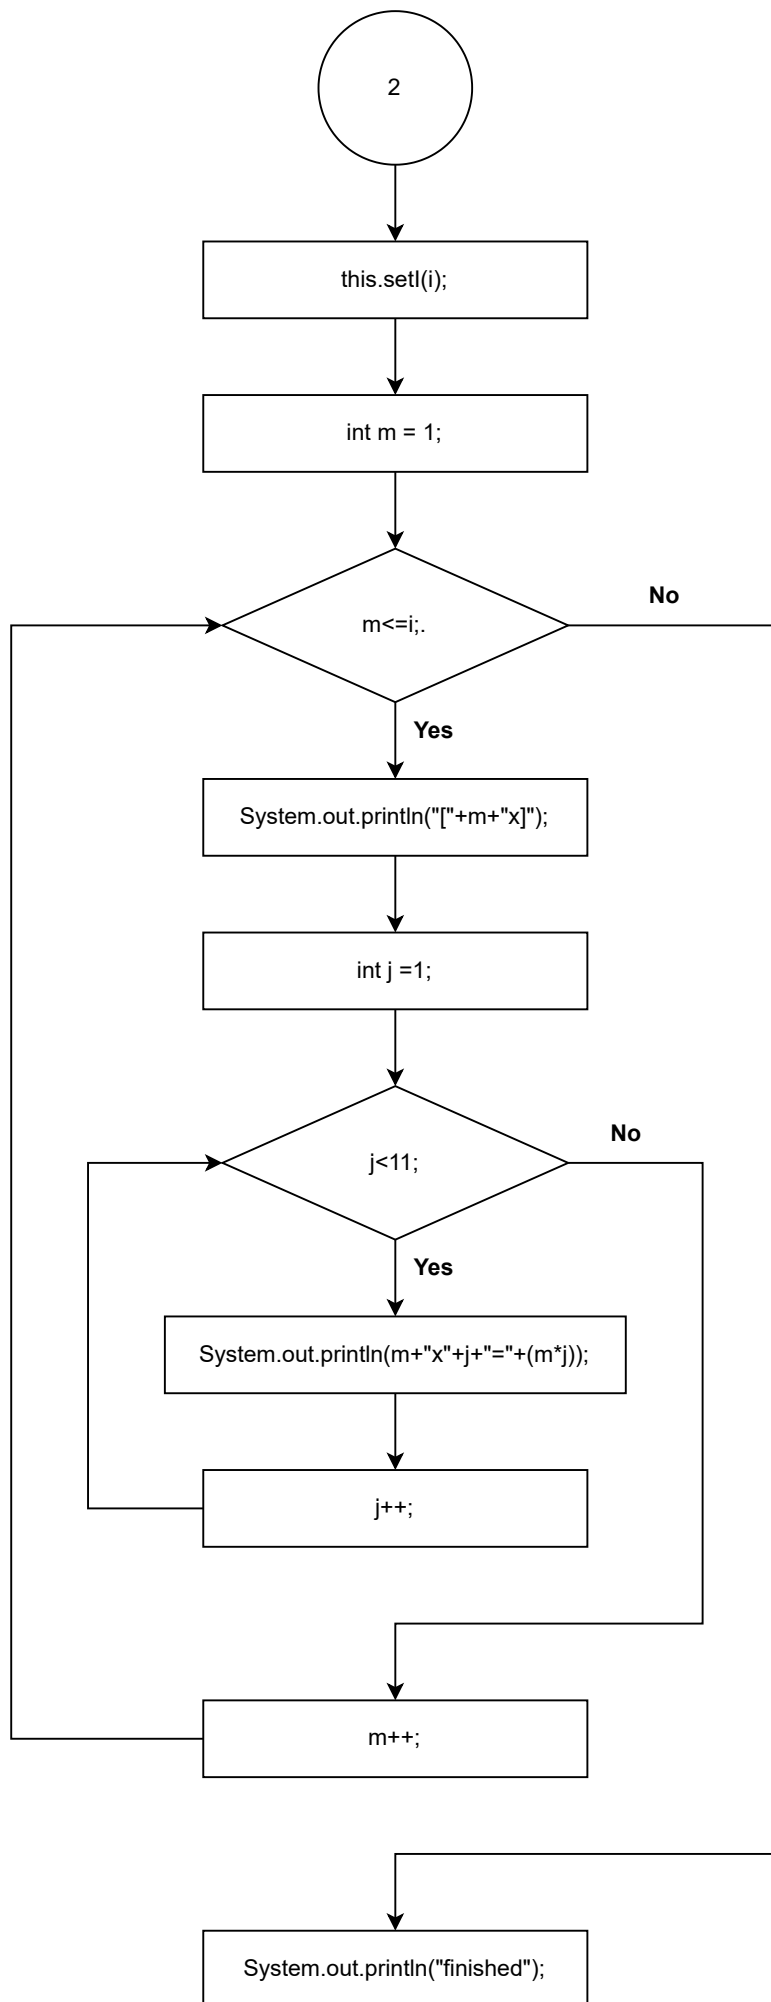 2
this.setI(i);
int m = 1;
m<=i;.
No
Yes
System.out.println("["+m+"x]");
int j =1;
j<11;
No
Yes
System.out.println(m+"x"+j+"="+(m*j));
j++;
m++;
System.out.println("finished");